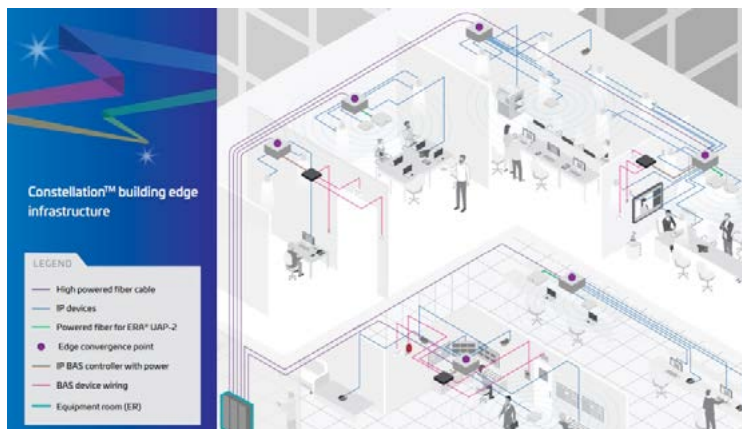 Constellation™ building edge
infrastructure
LEGEND
High powered fiber cable
IP devices
Powered fiber for ERA® UAP-2
Edge convergence point
IP BAS controller with power
BAS device wiring
Equipment room (ER)